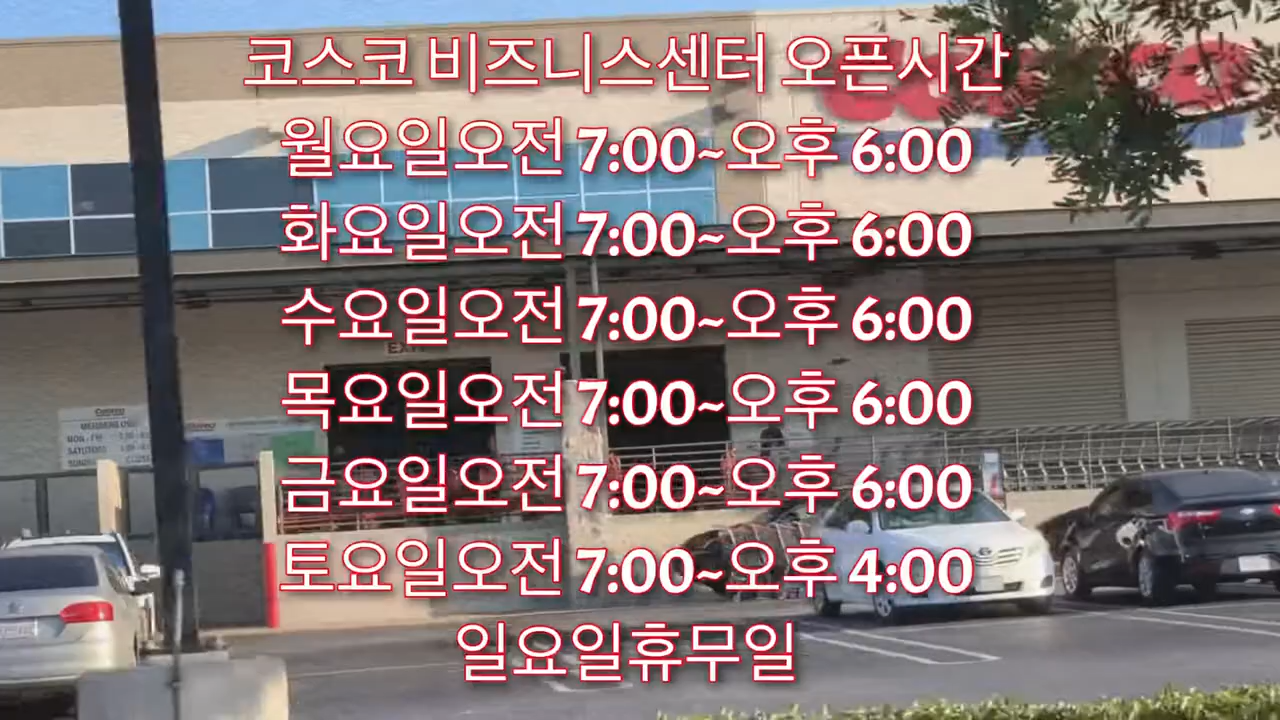 코스코 비즈니스센터 오픈시간
월요일오전 7:00~오후 6:00
화요일오전 7:00~오후 6:00
수요일오전 7:00~오후 6:00
목요일오전 7:00~오후 6:00
금요일오전 7:00~오후 6:00
토요일오전 7:00~오후 4:00
일요일휴무일